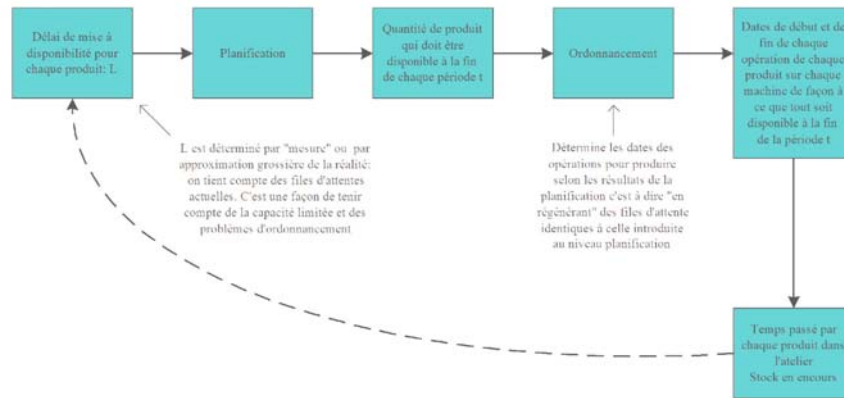 Délai de mise à
disponibilité pour
chaque produit: L
Planification
Quantité de produit
qui doit être
disponible à la fin
de chaque période t
Ordonnancement
Dates de début et de
fin de chaque
opération de chaque
produit sur chaque
machine de façon à
ce que tout soit
disponible à la fin
de la période t
L est déterminé par "mesure" ou par
approximation grossière de la réalité:
on tient compte des files d'attentes
actuelles. C'est une façon de tenir
compte de la capacité limitée et des
problèmes d'ordonnancement
Détermine les dates des
opérations pour produire
selon les résultats de la
planification c'est à dire "en
régénérant" des files d'attente
identiques à celle introduite
au niveau planification
Temps passé par
chaque produit dans
l'atelier
Stock en encours